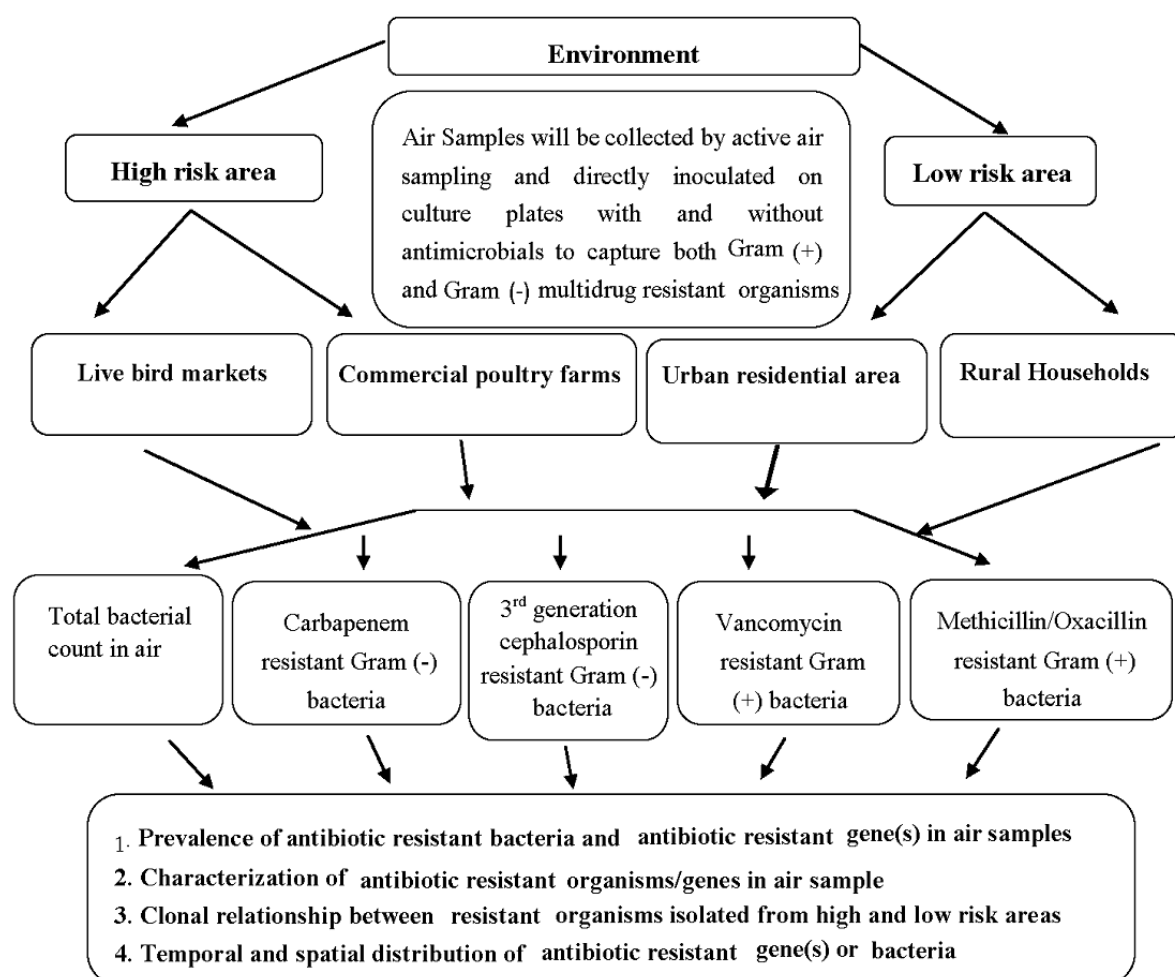 Environment
Air Samples will be collected by active air
sampling and directly inoculated on
culture plates with and without
antimicrobials to capture both Gram (+)
and Gram (-) multidrug resistant organisms
High risk area
Low risk area
Live bird markets
Commercial poultry farms
Urban residential area
Rural Households
Total bacterial
count in air
Carbapenem
resistant Gram (-)
bacteria
3rd generation
cephalosporin
resistant Gram (-)
bacteria
Vancomycin
resistant Gram
(+) bacteria
Methicillin/Oxacillin
resistant Gram (+)
bacteria
1. Prevalence of antibiotic resistant bacteria and antibiotic resistant gene(s) in air samples
2. Characterization of antibiotic resistant organisms/genes in air sample
3. Clonal relationship between resistant organisms isolated from high and low risk areas
4. Temporal and spatial distribution of antibiotic resistant gene(s) or bacteria